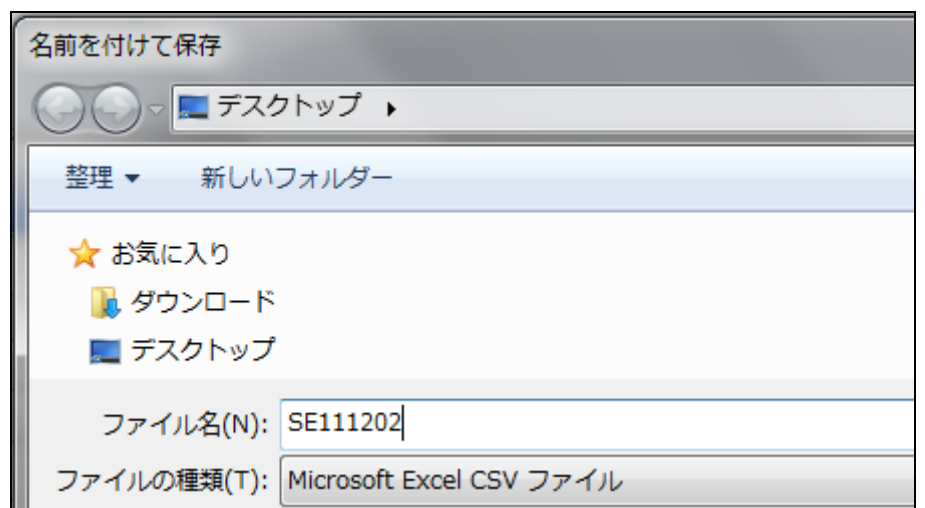 名前を付けて保存
デスクトップ
整理 新しいフォルダー
お気に入り
ダウンロード
デスクトップ
ファイル名(N): SE111202
ファイルの種類(T): Microsoft Excel CSV ファイル